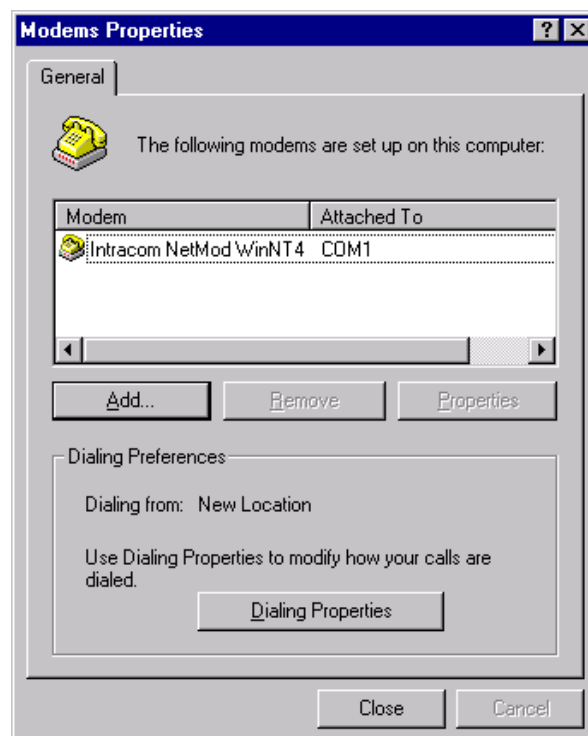 Modems Properties
General
The following modems are set up on this computer:
Modem Attached To
Intracom NetMod WinNT4 COM1
Add... Remove Properties
Dialing Preferences
Dialing from: New Location
Use Dialing Properties to modify how your calls are
dialed.
Dialing Properties
Close Cancel